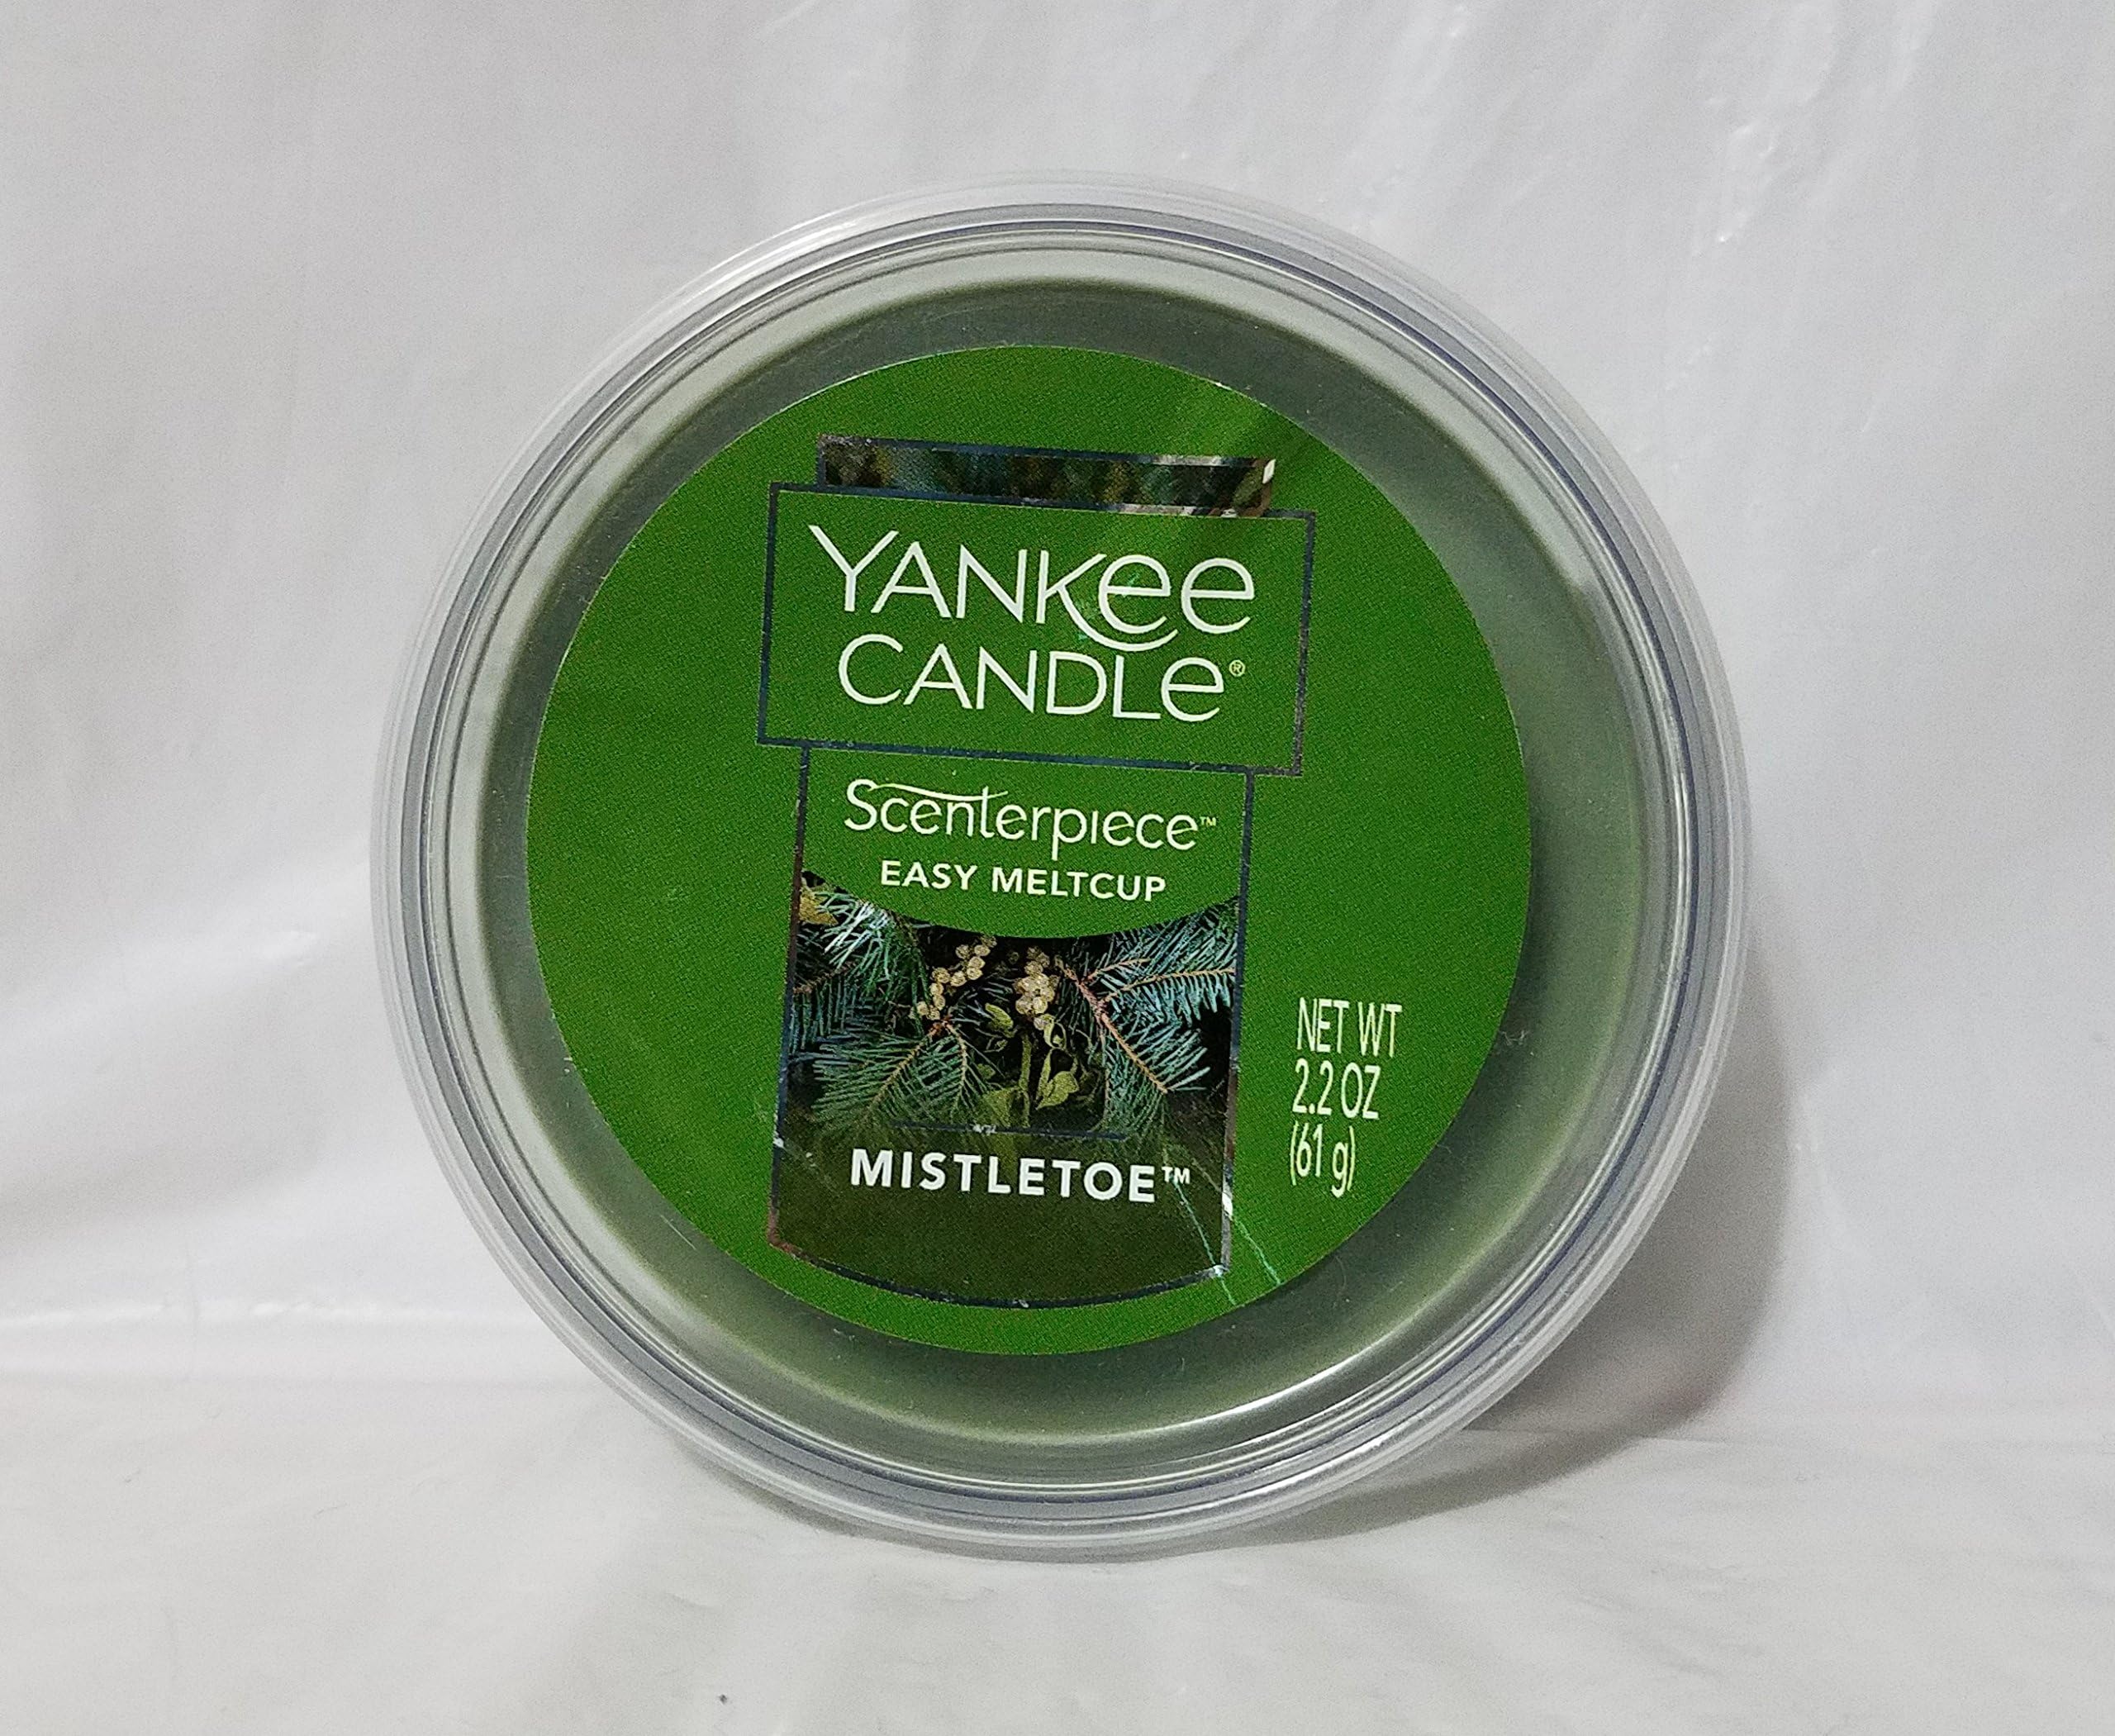 YANKEE
CANDLE®
Scenterpiece™
EASY MELTCUP
MISTLETOE™
NET WT
2.2 OZ
(61 g)